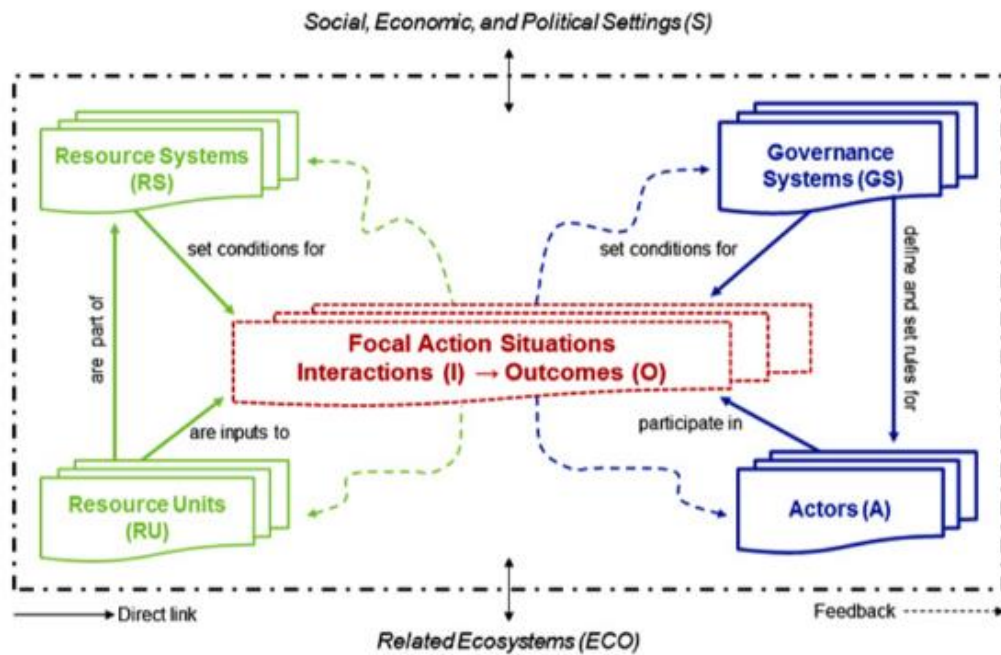 Social, Economic, and Political Settings (S)
Resource Systems
(RS)
Governance
Systems (GS)
set conditions for
set conditions for
are part of
define and set rules for
Focal Action Situations
Interactions (I) → Outcomes (O)
are inputs to
participate in
Resource Units
(RU)
Actors (A)
Direct link
Feedback
Related Ecosystems (ECO)